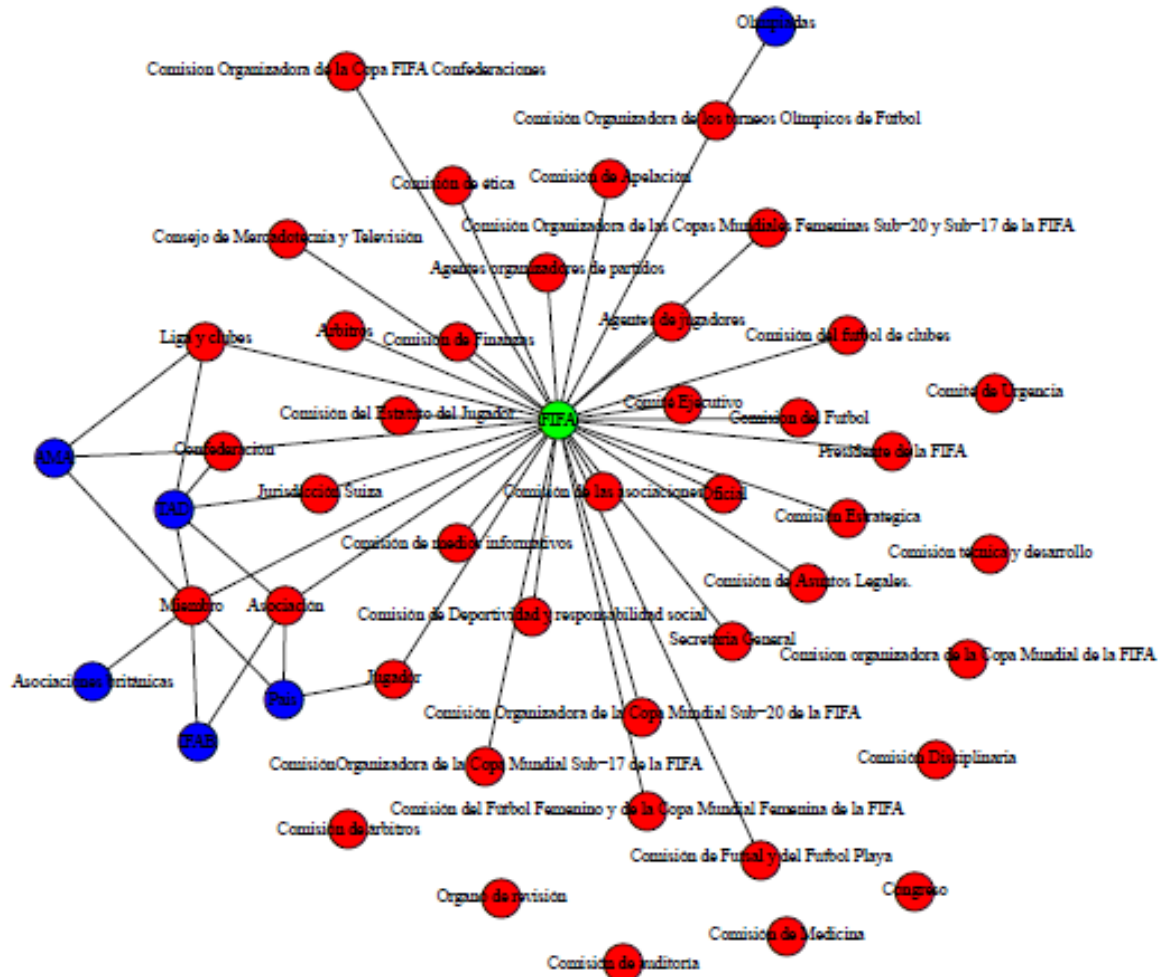 Olimpiadas
Comision Organizadora de la Copa FIFA Confederaciones
Comisión Organizadora de los torneos Olímpicos de Fútbol
Comisión de Apelación
Comisión de ética
Comisión Organizadora de las Copas Mundiales Femeninas Sub−20 y Sub−17 de la FIFA
Consejo de Mercadotecnia y Televisión
Agentes organizadores de partidos
Agentes de jugadores
Árbitros
Liga y clubes
Comisión de Finanzas
Comisión del futbol de clubes
Comité de Urgencia
Comité Ejecutivo
Comisión del Estatuto del Jugador
FIFA
Comisión del Futbol
Confederación
Presidente de la FIFA
AMA
Jurisdicción Suiza
Comisión de las asociaciones
Oficial
TAD
Comisión Estrategica
Comisión de medios informativos
Comisión técnica y desarrollo
Comisión de Asuntos Legales.
Miembro
Asociación
Comisión de Deportividad y responsabilidad social
Secretaría General
Comision organizadora de la Copa Mundial de la FIFA
Asociaciones británicas
Jugador
País
Comisión Organizadora de la Copa Mundial Sub−20 de la FIFA
IFAB
Comisión Disciplinaria
ComisiónOrganizadora de la Copa Mundial Sub−17 de la FIFA
Comisión del Fútbol Femenino y de la Copa Mundial Femenina de la FIFA
Comisión de árbitros
Comisión de Futsal y del Futbol Playa
Congreso
Organo de revisión
Comisión de Medicina
Comisión de auditoria